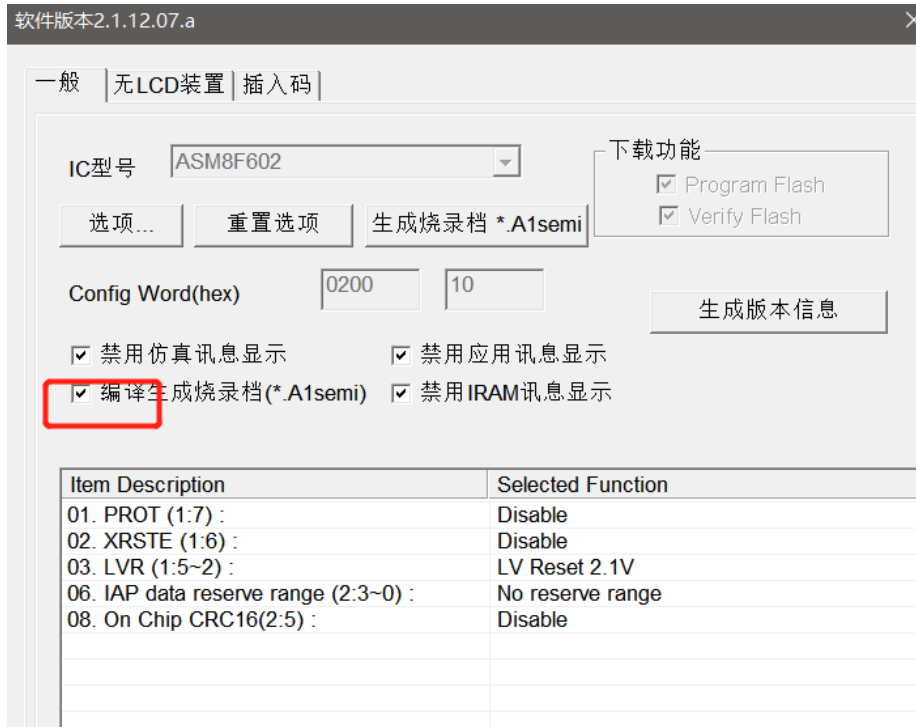 软件版本2.1.12.07.a
一般 无LCD装置 插入码
IC型号 ASM8F602
下载功能
Program Flash
Verify Flash
选项... 重置选项 生成烧录档 *.A1semi
Config Word(hex) 0200 10
生成版本信息
禁用仿真讯息显示 禁用应用讯息显示
编译生成烧录档(*.A1semi) 禁用IRAM讯息显示
Item Description Selected Function
01. PROT (1:7) : Disable
02. XRSTE (1:6) : Disable
03. LVR (1:5~2) : LV Reset 2.1V
06. IAP data reserve range (2:3~0) : No reserve range
08. On Chip CRC16(2:5) : Disable